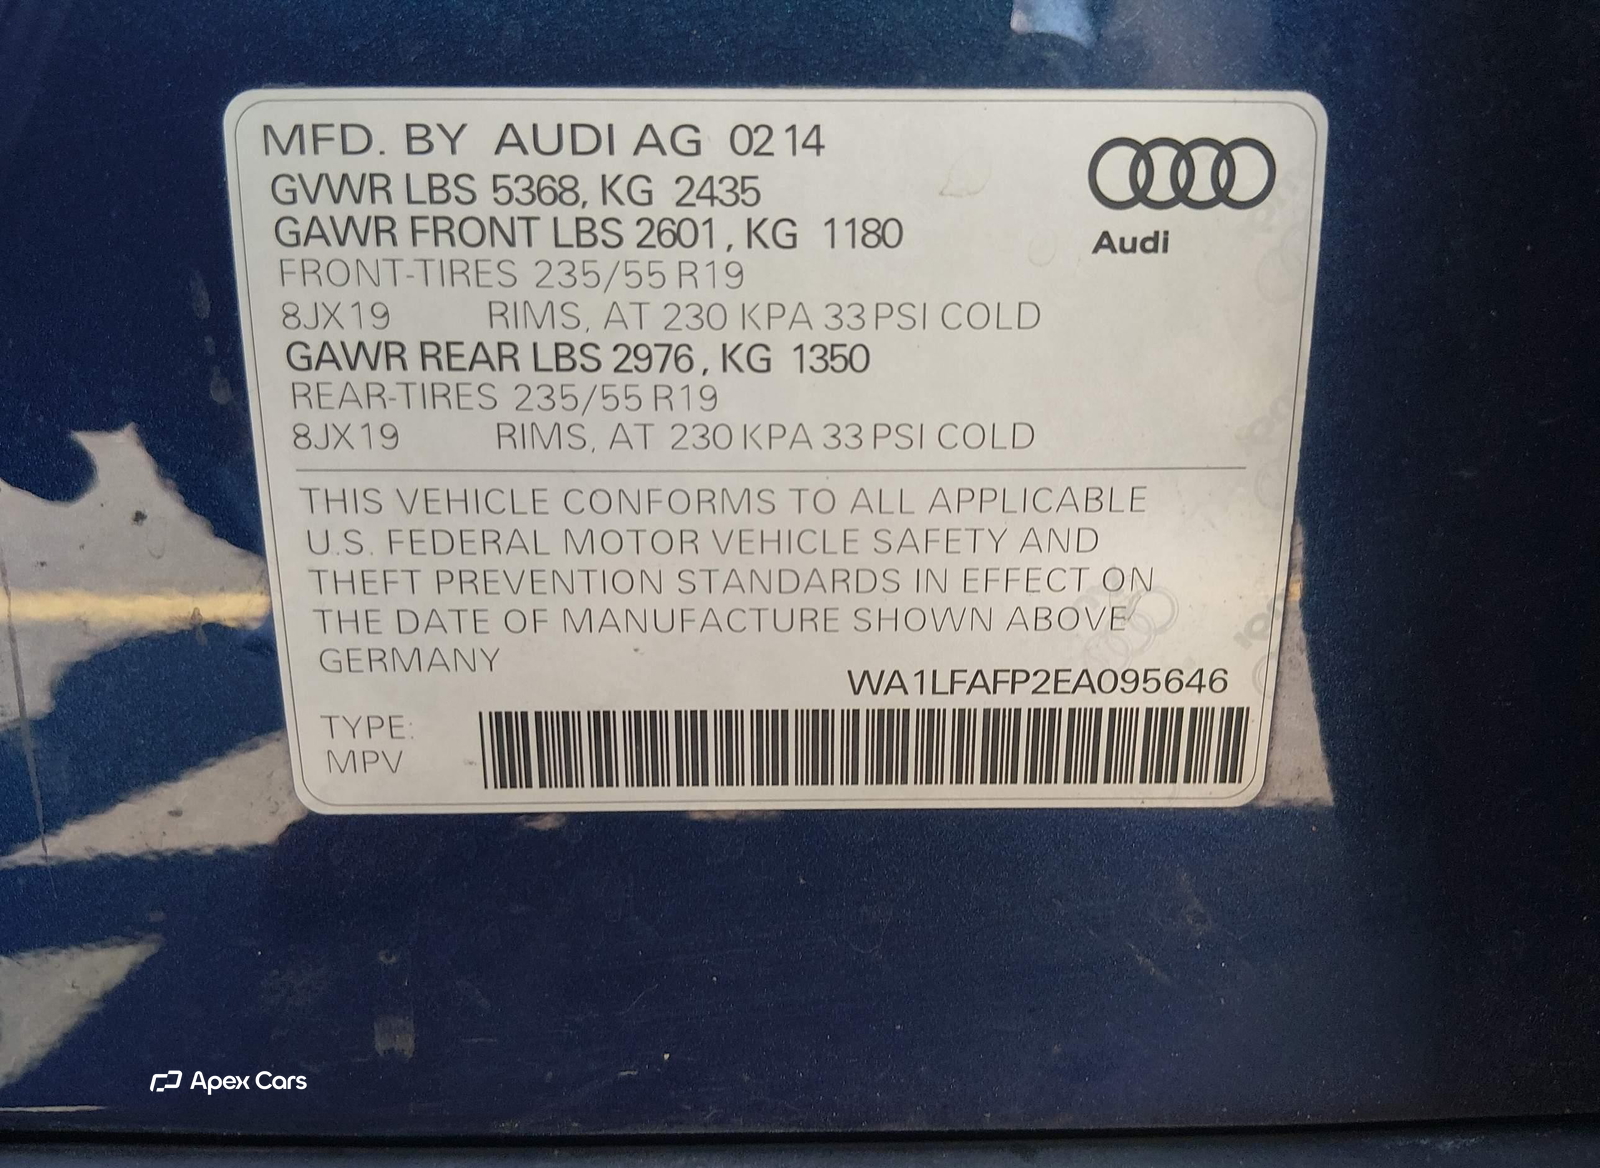 MFD. BY AUDI AG 02 14
GVWR LBS 5368, KG 2435
GAWR FRONT LBS 2601, KG 1180
FRONT-TIRES 235/55 R19
8JX19 RIMS, AT 230 KPA 33 PSI COLD
GAWR REAR LBS 2976, KG 1350
REAR-TIRES 235/55 R19
8JX19 RIMS, AT 230 KPA 33 PSI COLD
Audi
THIS VEHICLE CONFORMS TO ALL APPLICABLE
U.S. FEDERAL MOTOR VEHICLE SAFETY AND
THEFT PREVENTION STANDARDS IN EFFECT ON
THE DATE OF MANUFACTURE SHOWN ABOVE
GERMANY
WA1LFAFP2EA095646
TYPE:
MPV
Apex Cars